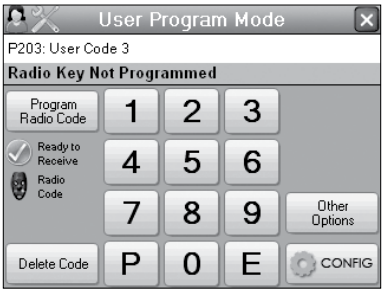 User Program Mode
P203: User Code 3
Radio Key Not Programmed
Program
Radio Code
1 2 3
Ready to
Receive
4 5 6
Radio
Code
7 8 9
Other
Options
Delete Code
P 0 E
CONFIG